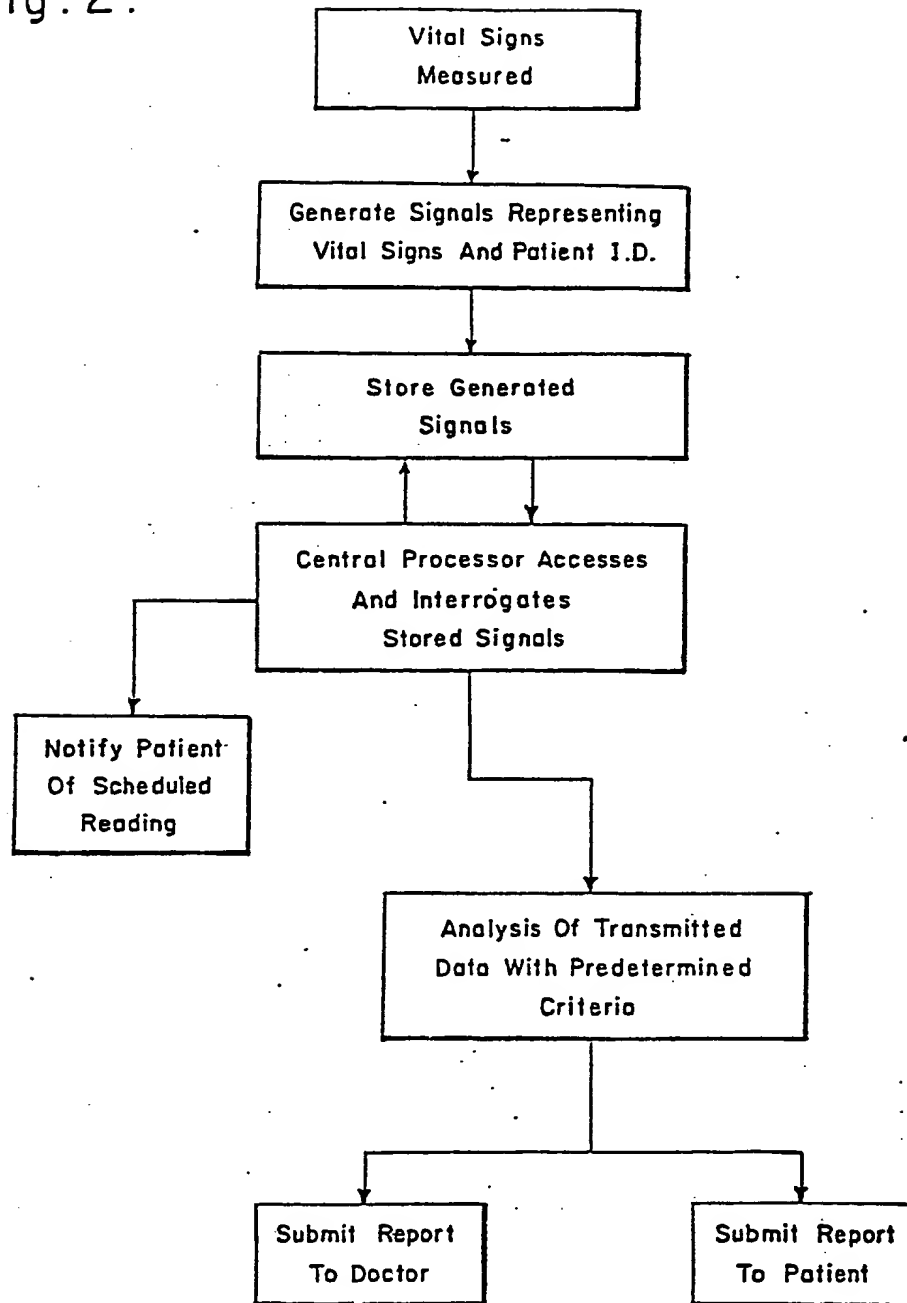 ig. 2.
Vital Signs
Measured
Generate Signals Representing
Vital Signs And Patient I.D.
Store Generated
Signals
Central Processor Accesses
And Interrogates
Stored Signals
Notify Patient
Of Scheduled
Reading
Analysis Of Transmitted
Data With Predetermined
Criteria
Submit Report
To Doctor
Submit Report
To Patient